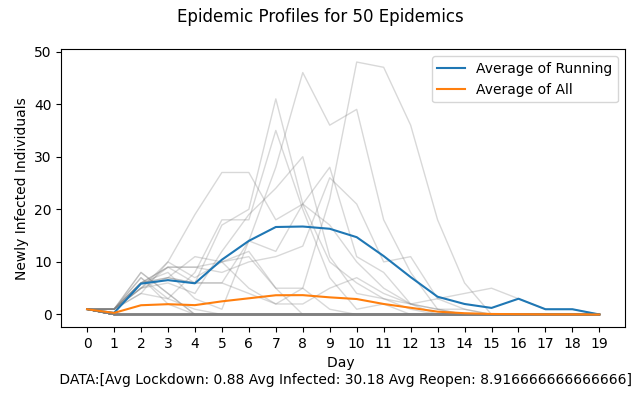 Epidemic Profiles for 50 Epidemics
Newly Infected Individuals
50
40
30
20
10
0
Average of Running
Average of All
0 1 2 3 4 5 6 7 8 9 10 11 12 13 14 15 16 17 18 19
Day
DATA:[Avg Lockdown: 0.88 Avg Infected: 30.18 Avg Reopen: 8.916666666666666]